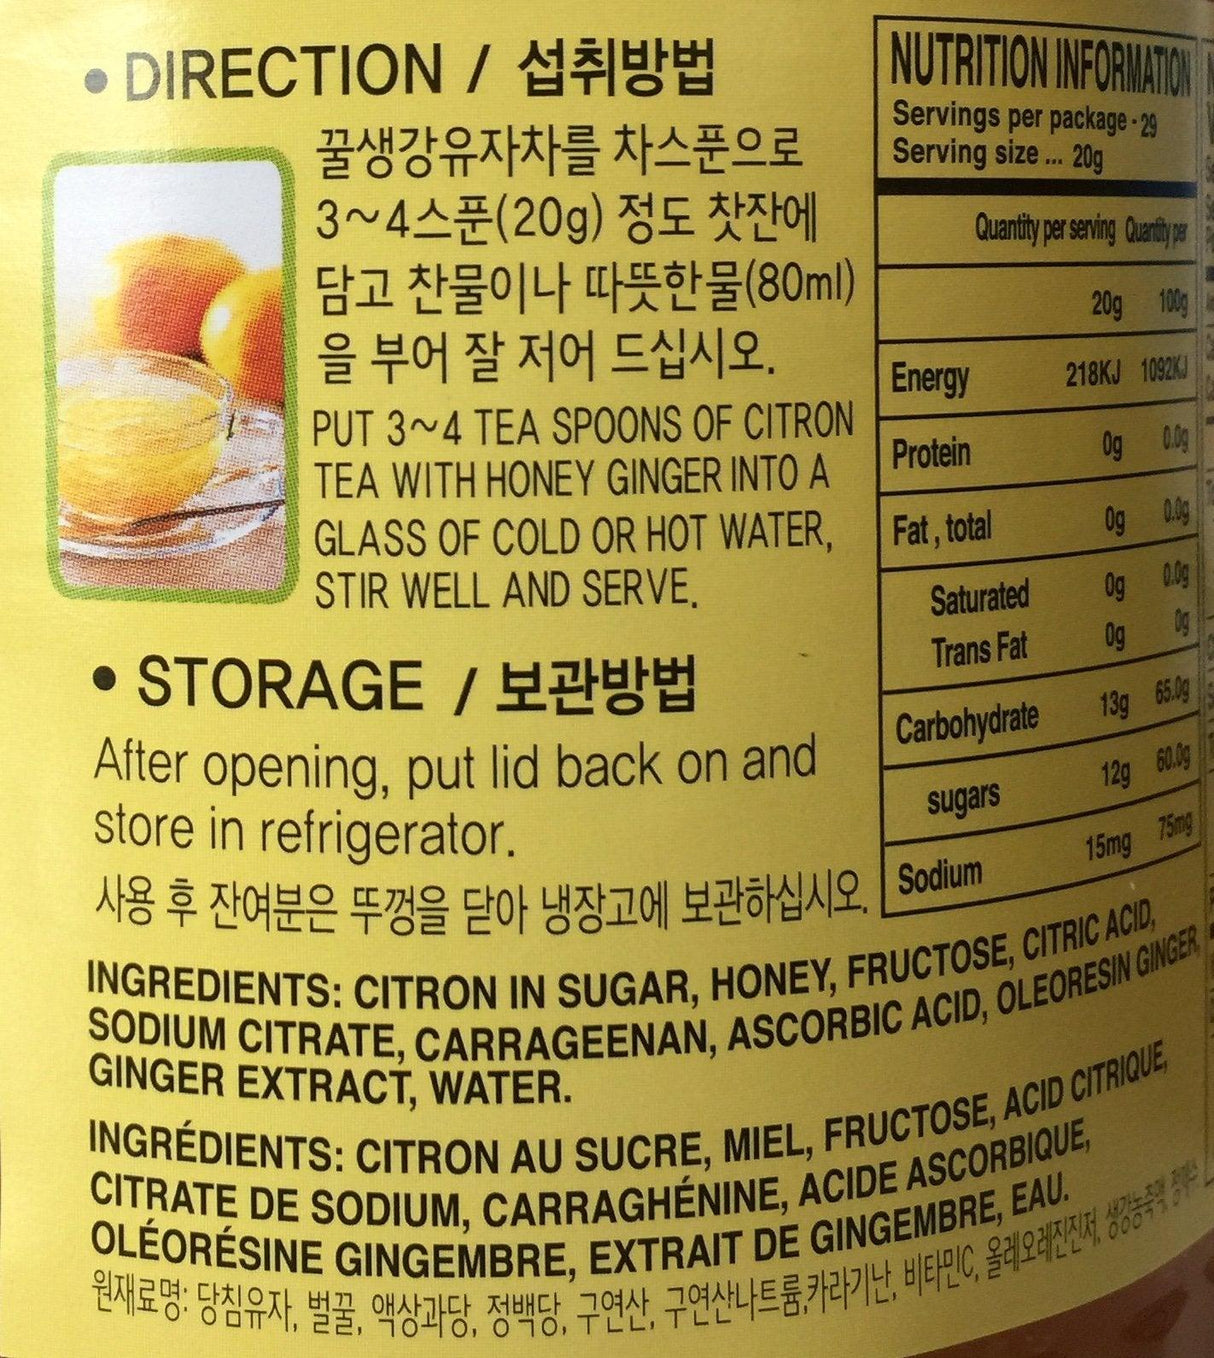 • DIRECTION / 섭취방법
꿀생강유자차를 차스푼으로
3~4스푼(20g) 정도 찻잔에
담고 찬물이나 따뜻한물(80ml)
을 부어 잘 저어 드십시오.
PUT 3~4 TEA SPOONS OF CITRON
TEA WITH HONEY GINGER INTO A
GLASS OF COLD OR HOT WATER,
STIR WELL AND SERVE.
• STORAGE / 보관방법
After opening, put lid back on and
store in refrigerator.
사용 후 잔여분은 뚜껑을 닫아 냉장고에 보관하십시오.
NUTRITION INFORMATION
Servings per package - 29
Serving size ... 20g
Quantity per serving Quantity per
20g 100g
Energy 218KJ 1092KJ
Protein 0g 0.0g
Fat , total 0g 0.0g
Saturated 0g 0.0g
Trans Fat 0g 0g
Carbohydrate 13g 65.0g
sugars 12g 60.0g
Sodium 15mg 75mg
INGREDIENTS: CITRON IN SUGAR, HONEY, FRUCTOSE, CITRIC ACID,
SODIUM CITRATE, CARRAGEENAN, ASCORBIC ACID, OLEORESIN GINGER,
GINGER EXTRACT, WATER.
INGRÉDIENTS: CITRON AU SUCRE, MIEL, FRUCTOSE, ACID CITRIQUE,
CITRATE DE SODIUM, CARRAGHÉNINE, ACIDE ASCORBIQUE,
OLÉORÉSINE GINGEMBRE, EXTRAIT DE GINGEMBRE, EAU.
원재료명: 당침유자, 벌꿀, 액상과당, 정백당, 구연산, 구연산나트륨,카라기난, 비타민C, 올레오레진진저, 생강농축액, 정제수